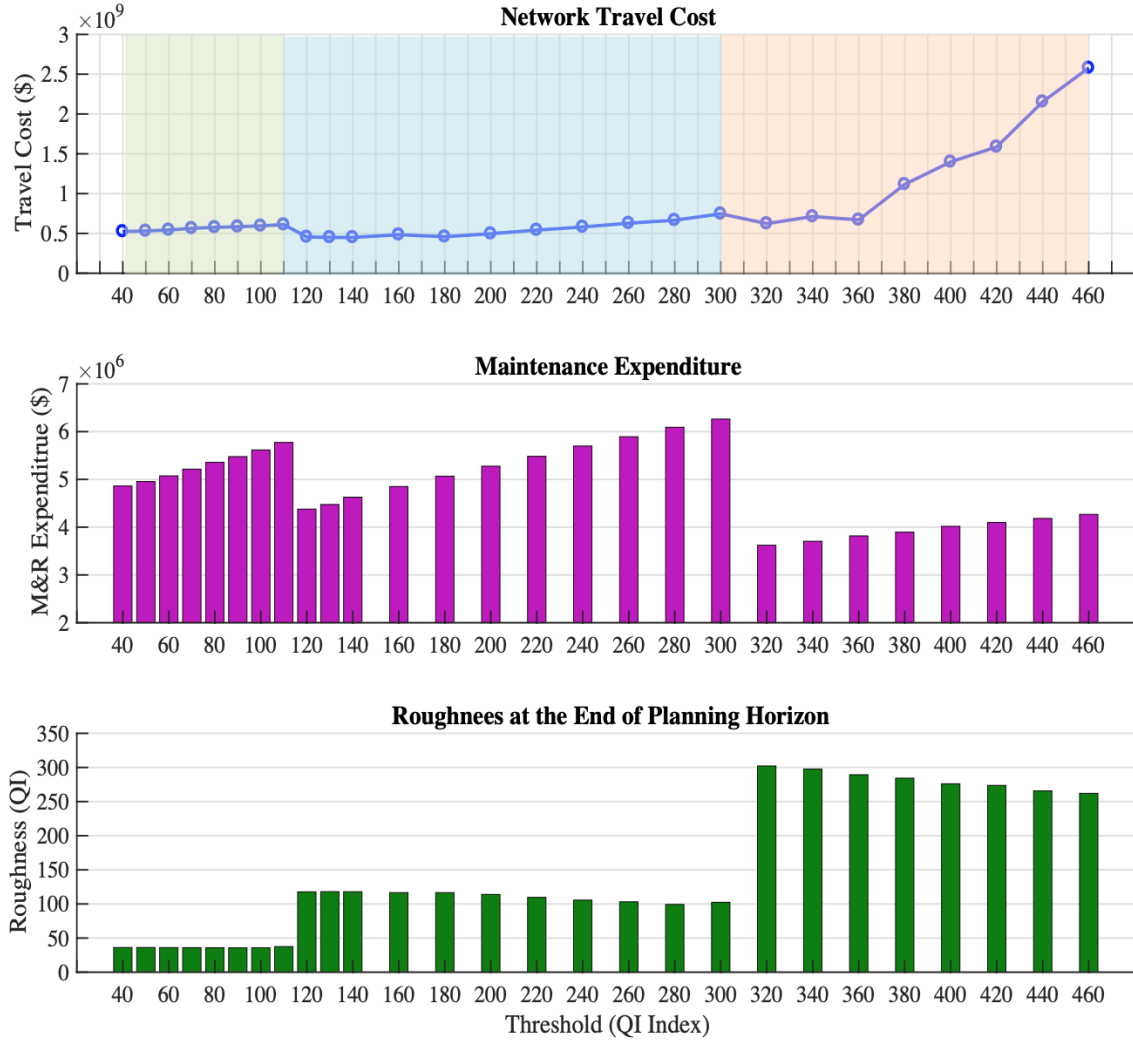 Network Travel Cost
×10⁹
3
2.5
2
1.5
1
0.5
0
Travel Cost ($)
40 60 80 100 120 140 160 180 200 220 240 260 280 300 320 340 360 380 400 420 440 460
Maintenance Expenditure
×10⁶
7
6
5
4
3
2
M&R Expenditrue ($)
40 60 80 100 120 140 160 180 200 220 240 260 280 300 320 340 360 380 400 420 440 460
Roughnees at the End of Planning Horizon
350
300
250
200
150
100
50
0
Roughness (QI)
40 60 80 100 120 140 160 180 200 220 240 260 280 300 320 340 360 380 400 420 440 460
Threshold (QI Index)